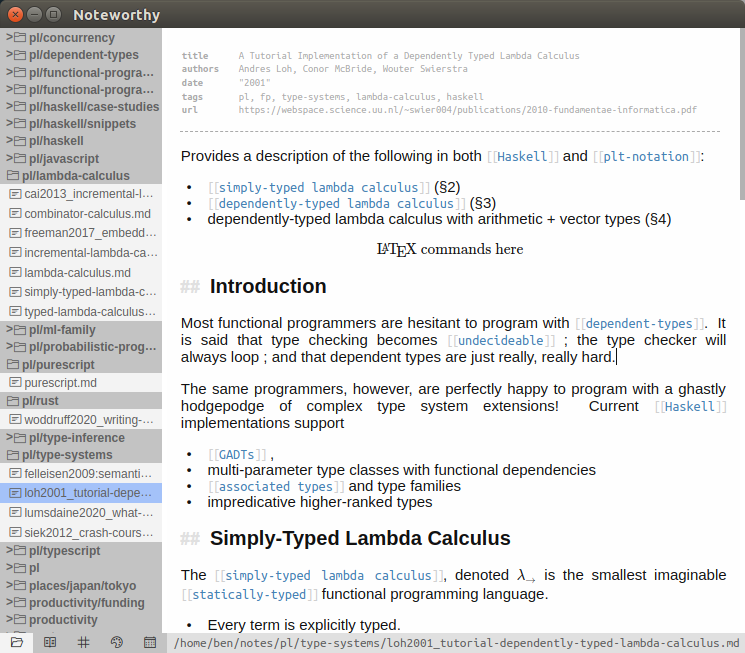 Noteworthy
>pl/concurrency
>pl/dependent-types
>pl/functional-progra…
>pl/functional-progra…
>pl/haskell/case-studies
>pl/haskell/snippets
>pl/haskell
>pl/javascript
pl/lambda-calculus
cai2013_incremental-l…
combinator-calculus.md
freeman2017_embedd…
incremental-lambda-ca…
lambda-calculus.md
simply-typed-lambda-c…
typed-lambda-calculus…
>pl/ml-family
>pl/probabilistic-prog…
pl/purescript
purescript.md
pl/rust
woddruff2020_writing-…
>pl/type-inference
pl/type-systems
felleisen2009:semanti…
loh2001_tutorial-depe…
lumsdaine2020_what-…
siek2012_crash-cours…
>pl/typescript
>pl
>places/japan/tokyo
>productivity/funding
>productivity
title A Tutorial Implementation of a Dependently Typed Lambda Calculus
authors Andres Loh, Conor McBride, Wouter Swierstra
date "2001"
tags pl, fp, type-systems, lambda-calculus, haskell
url https://webspace.science.uu.nl/~swier004/publications/2010-fundamentae-informatica.pdf
Provides a description of the following in both [[Haskell]] and [[plt-notation]]:
• [[simply-typed lambda calculus]] (§2)
• [[dependently-typed lambda calculus]] (§3)
• dependently-typed lambda calculus with arithmetic + vector types (§4)
LATEX commands here
## Introduction
Most functional programmers are hesitant to program with [[dependent-types]]. It
is said that type checking becomes [[undecideable]] ; the type checker will
always loop ; and that dependent types are just really, really hard.
The same programmers, however, are perfectly happy to program with a ghastly
hodgepodge of complex type system extensions! Current [[Haskell]]
implementations support
• [[GADTs]] ,
• multi-parameter type classes with functional dependencies
• [[associated types]] and type families
• impredicative higher-ranked types
## Simply-Typed Lambda Calculus
The [[simply-typed lambda calculus]], denoted λ→ is the smallest imaginable
[[statically-typed]] functional programming language.
• Every term is explicitly typed.
/home/ben/notes/pl/type-systems/loh2001_tutorial-dependently-typed-lambda-calculus.md